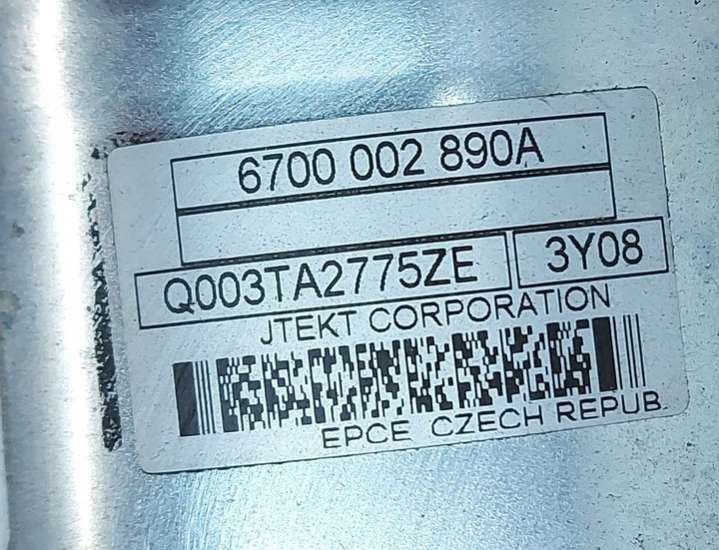 6700 002 890A
Q003TA2775ZE 3Y08
JTEKT CORPORATION
EPCE CZECH REPUB